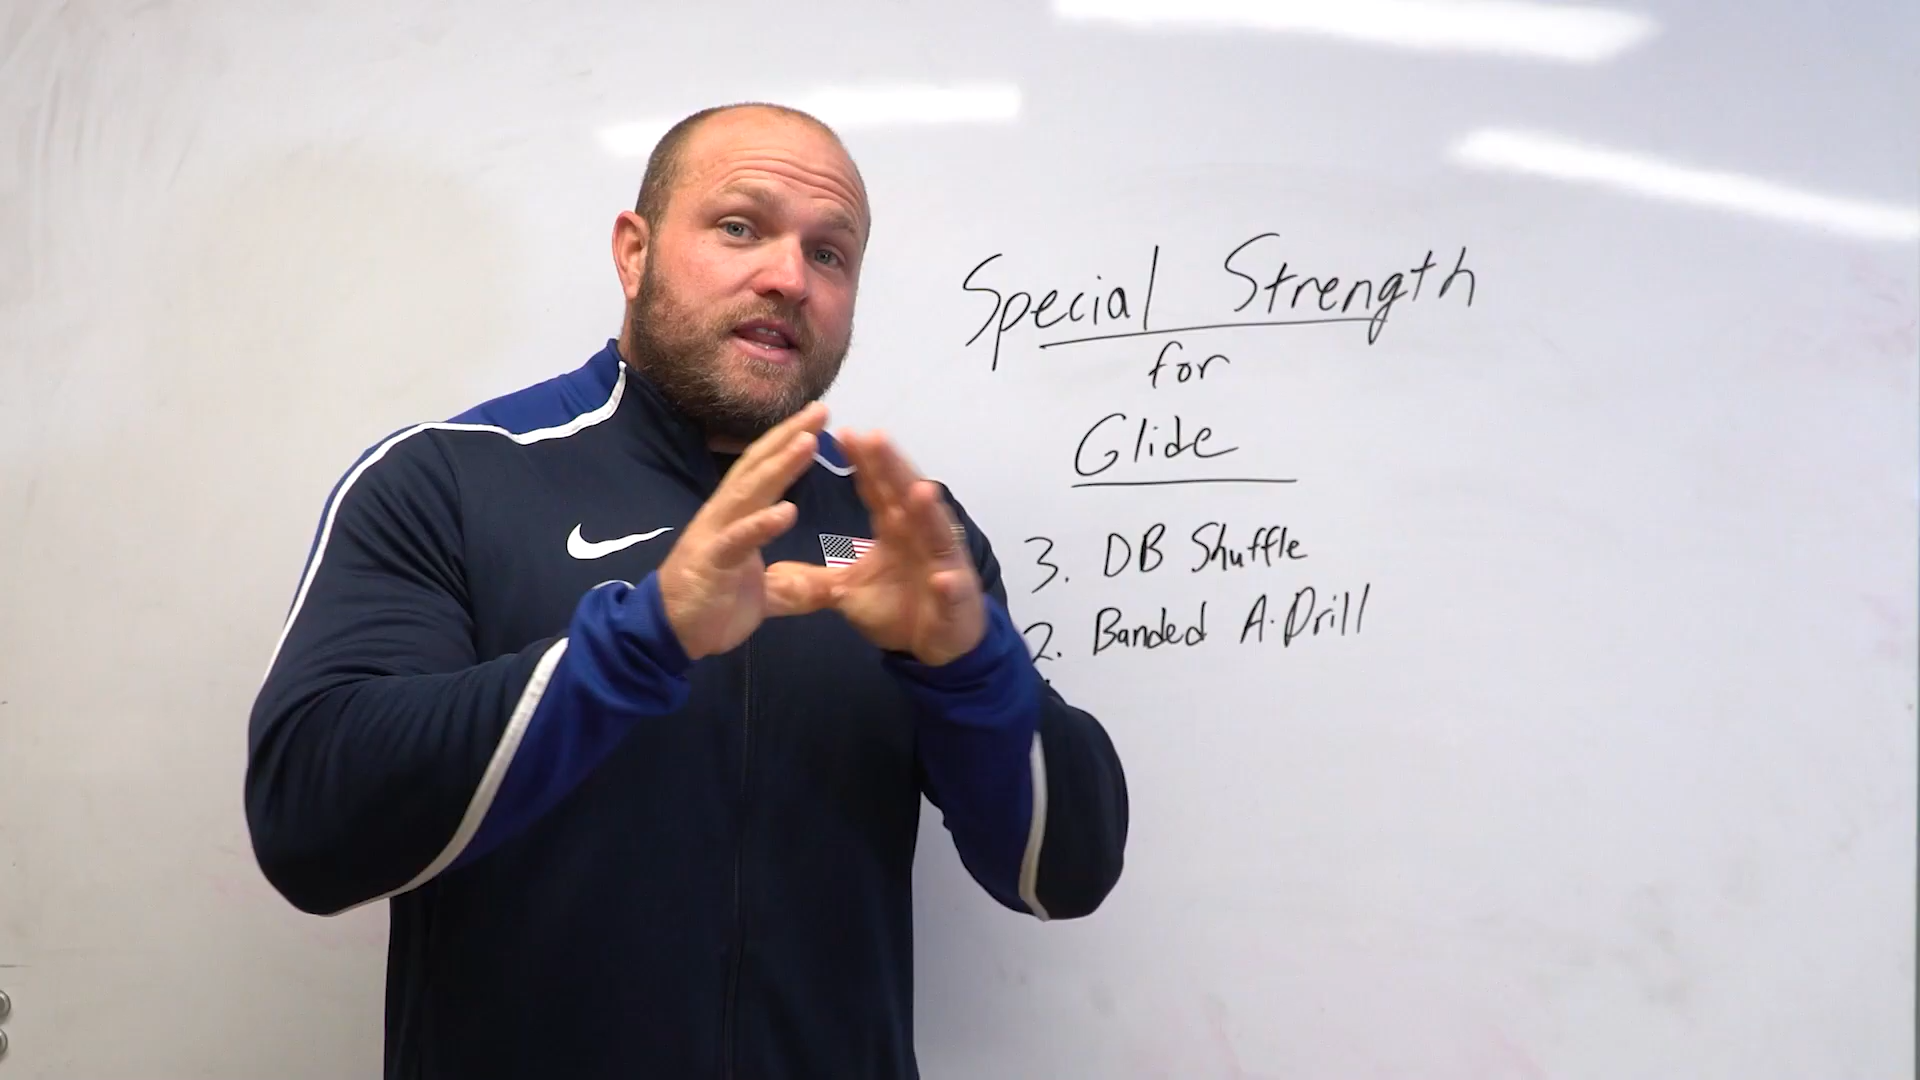 Special Strength
for
Glide
3. DB Shuffle
2. Banded A-Drill